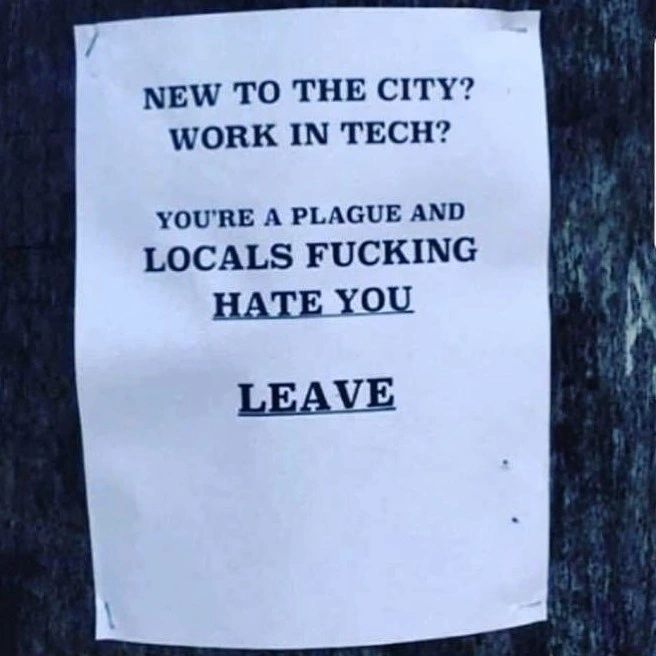 NEW TO THE CITY?
WORK IN TECH?
YOU'RE A PLAGUE AND
LOCALS FUCKING
HATE YOU
LEAVE